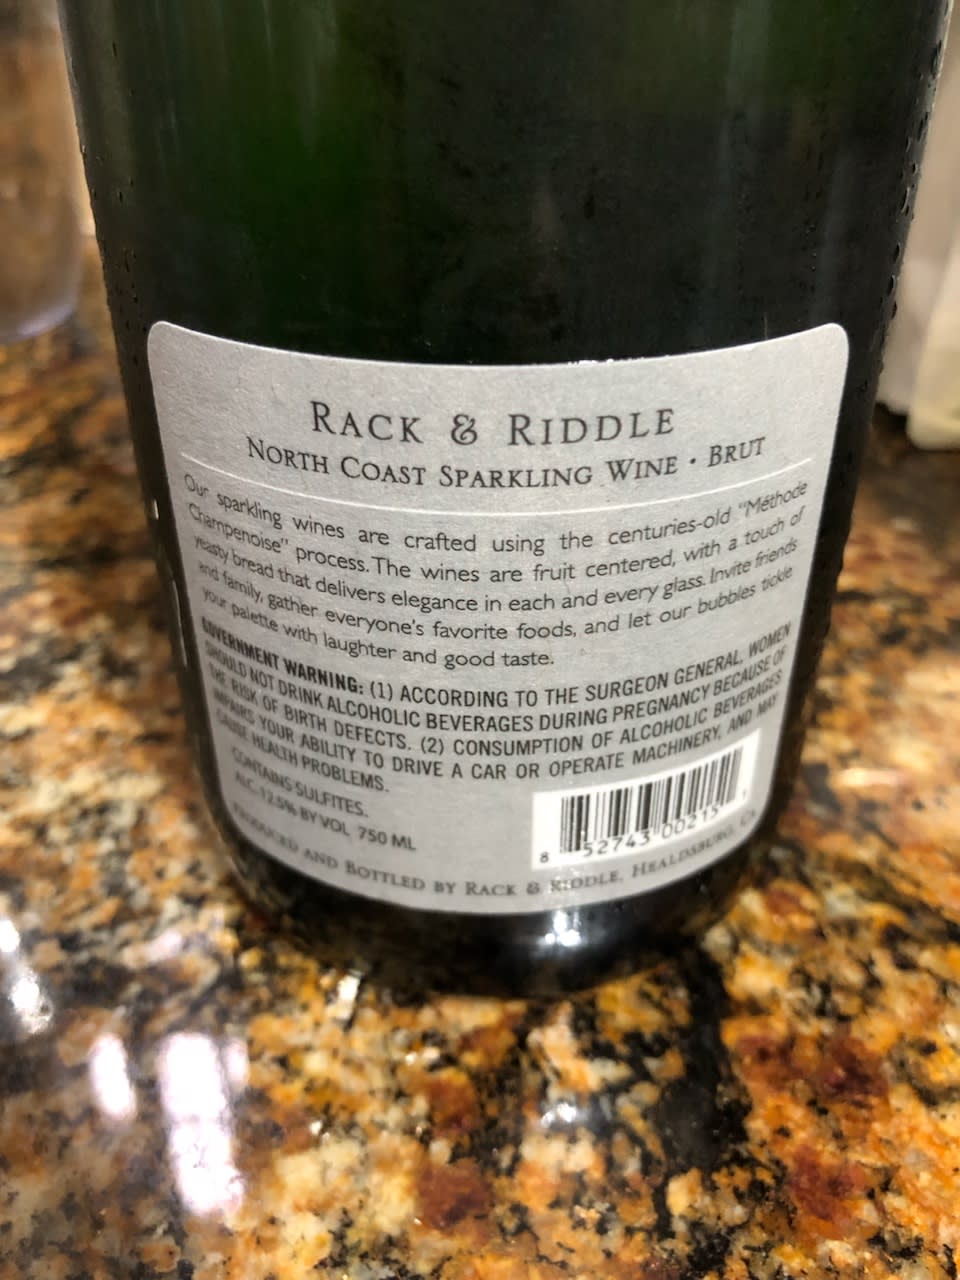 RACK & RIDDLE
NORTH COAST SPARKLING WINE • BRUT
Our sparkling wines are crafted using the centuries-old "Méthode
Champenoise" process. The wines are fruit centered, with a touch of
yeasty bread that delivers elegance in each and every glass. Invite friends
and family, gather everyone's favorite foods, and let our bubbles tickle
your palette with laughter and good taste.
GOVERNMENT WARNING: (1) ACCORDING TO THE SURGEON GENERAL, WOMEN
SHOULD NOT DRINK ALCOHOLIC BEVERAGES DURING PREGNANCY BECAUSE OF
THE RISK OF BIRTH DEFECTS. (2) CONSUMPTION OF ALCOHOLIC BEVERAGES
IMPAIRS YOUR ABILITY TO DRIVE A CAR OR OPERATE MACHINERY, AND MAY
CAUSE HEALTH PROBLEMS.
CONTAINS SULFITES.
ALC. 12.5% BY VOL 750 ML
8 52743 00215 1
PRODUCED AND BOTTLED BY RACK & RIDDLE, HEALDSBURG, CA